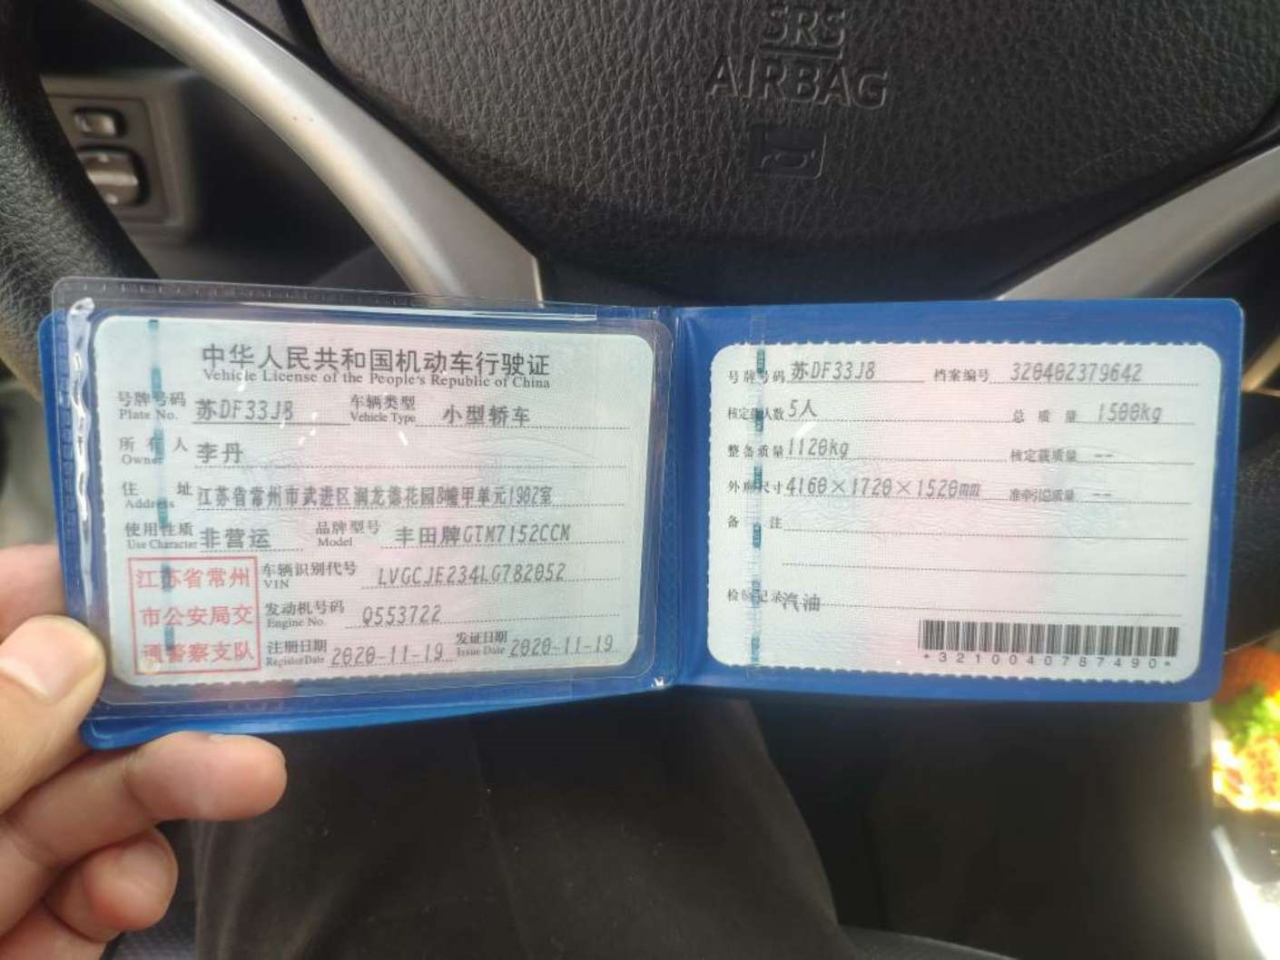 SRS
AIRBAG
中华人民共和国机动车行驶证
Vehicle License of the People's Republic of China
号牌号码 苏DF33J8 车辆类型 小型轿车
Plate No. Vehicle Type
所有人 李丹
Owner
住址 江苏省常州市武进区澜龙德花园8幢甲单元1902室
Address
使用性质 非营运 品牌型号 丰田牌GTM7152CCM
Use Character Model
江苏省常州
市公安局交
通警察支队
车辆识别代号 LVGCJE234LG782052
VIN
发动机号码 Q553722
Engine No.
注册日期 2020-11-19 发证日期 2020-11-19
Register Date Issue Date
号牌号码 苏DF33J8 档案编号 320402379642
核定载人数 5人 总质量 1500kg
整备质量 1120kg 核定载质量 --
外廓尺寸 4160×1720×1520mm 准牵引总质量 --
备注
检验记录 汽油
*3210040787490*